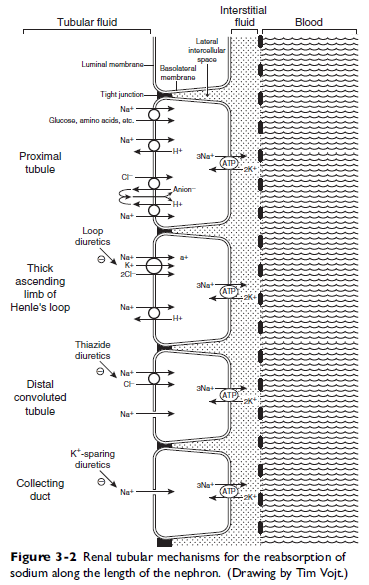 Tubular fluid
Interstitial
fluid
Blood
Luminal membrane
Basolateral
membrane
Lateral
intercellular
space
Tight junction
Proximal
tubule
Na+
Glucose, amino acids, etc.
Na+
H+
Cl−
Anion−
H+
Na+
3Na+
ATP
2K+
Loop
diuretics
⊖
Thick
ascending
limb of
Henle's loop
Na+
K+
2Cl−
a+
Na+
H+
3Na+
ATP
2K+
Thiazide
diuretics
⊖
Distal
convoluted
tubule
Na+
Cl−
Na+
3Na+
ATP
2K+
K+-sparing
diuretics
⊖
Collecting
duct
Na+
3Na+
ATP
2K+
Figure 3-2 Renal tubular mechanisms for the reabsorption of
sodium along the length of the nephron. (Drawing by Tim Vojt.)